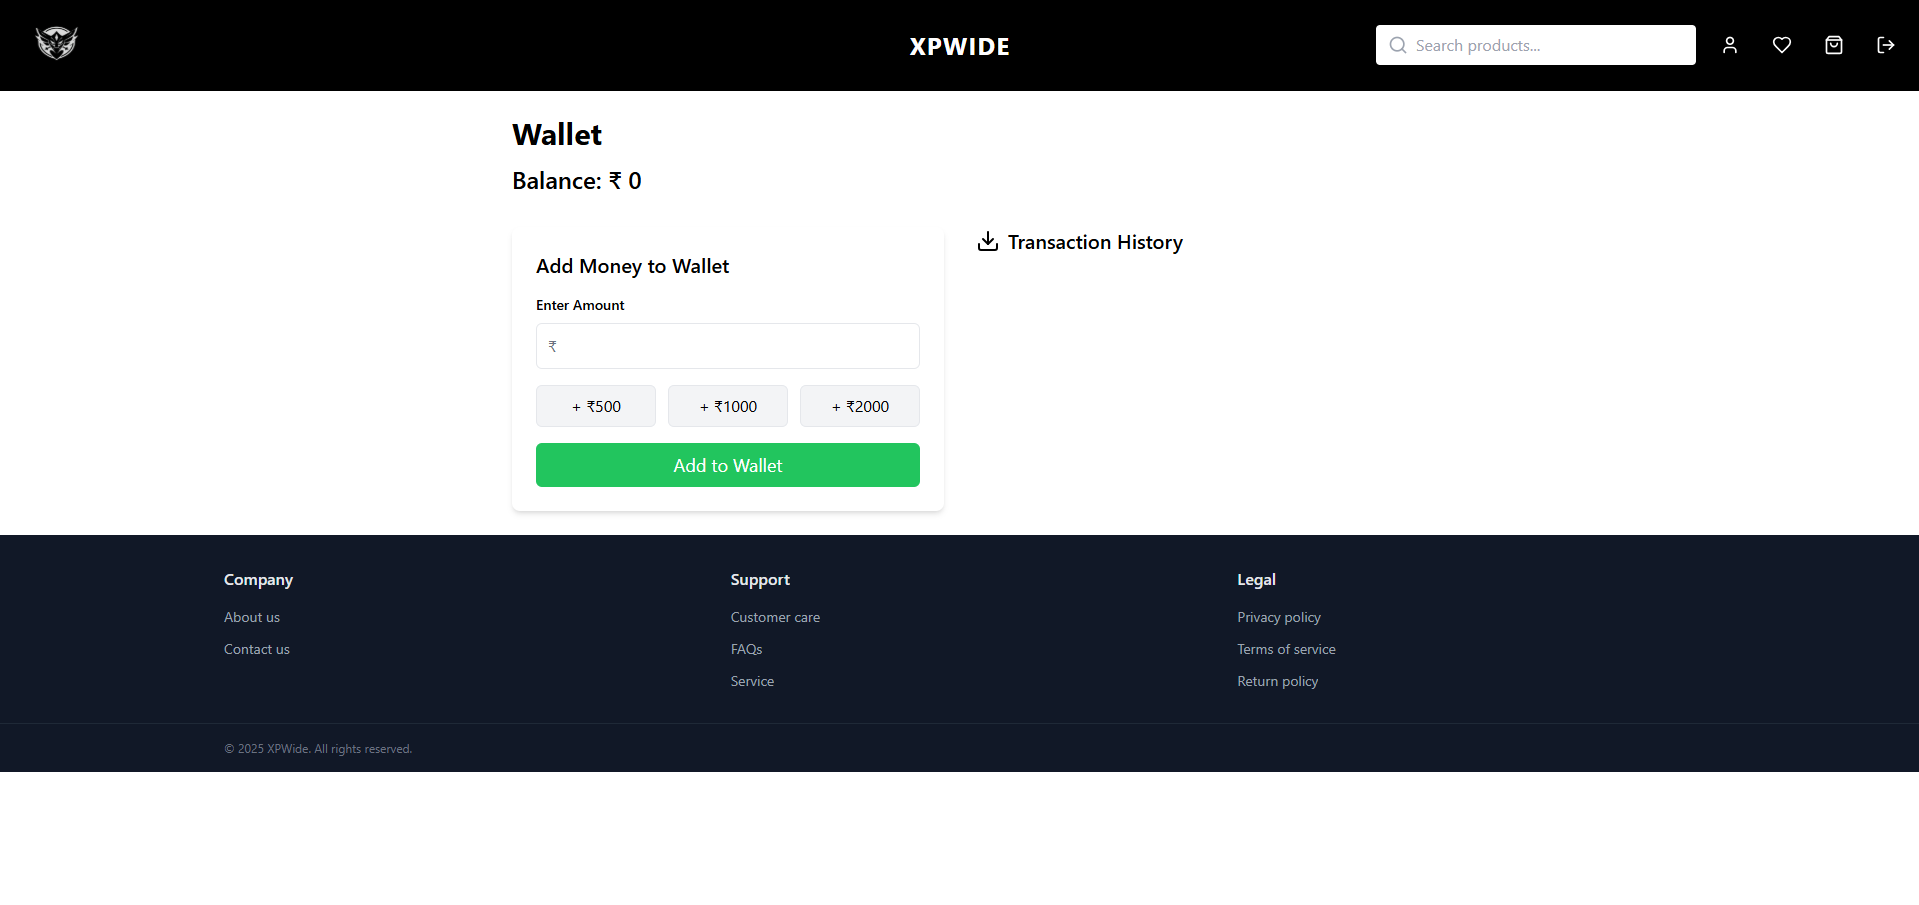 XPWIDE
Search products...
Wallet
Balance: ₹ 0
Add Money to Wallet
Enter Amount
₹
+ ₹500
+ ₹1000
+ ₹2000
Add to Wallet
Transaction History
Company
About us
Contact us
Support
Customer care
FAQs
Service
Legal
Privacy policy
Terms of service
Return policy
© 2025 XPWide. All rights reserved.